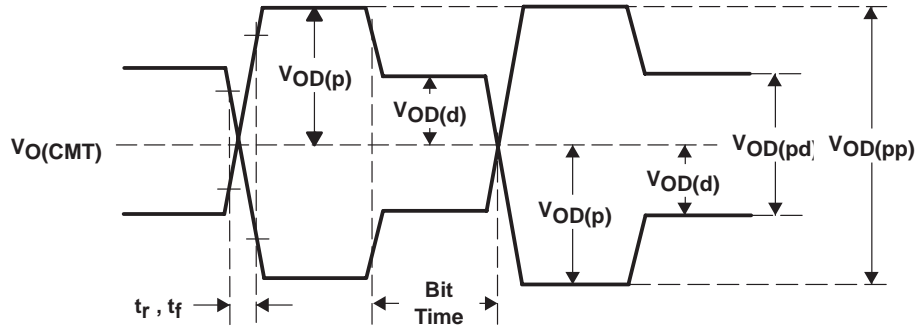 VOD(p)
VOD(d)
VO(CMT)
VOD(pd)
VOD(pp)
VOD(d)
VOD(p)
tr , tf
Bit
Time